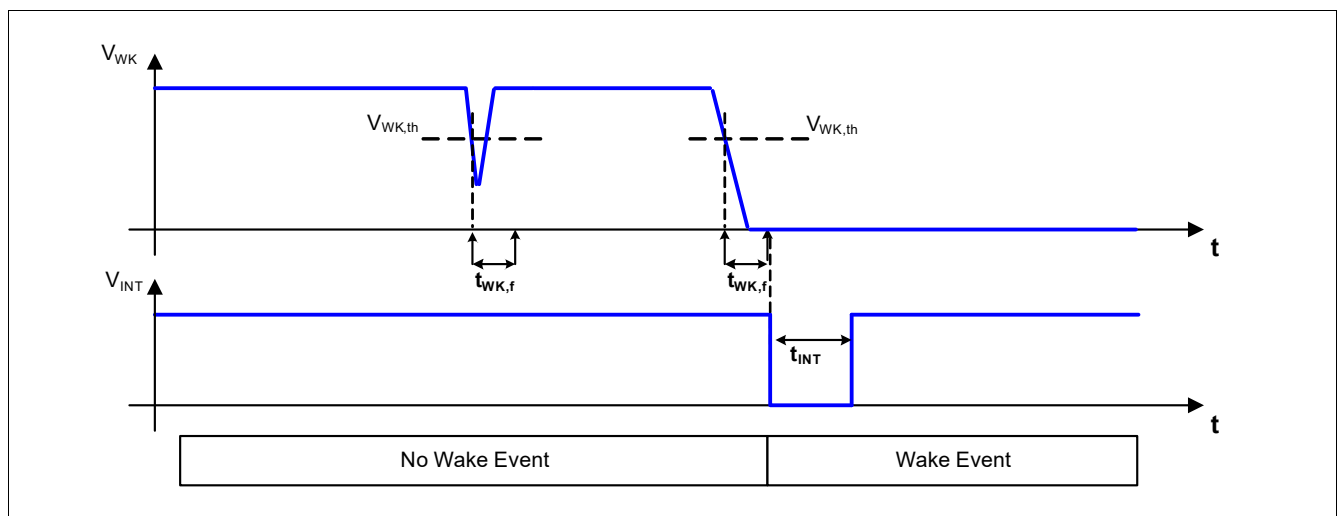 VWK
VWK,th
VWK,th
t
tWK,f
tWK,f
VINT
tINT
t
No Wake Event
Wake Event